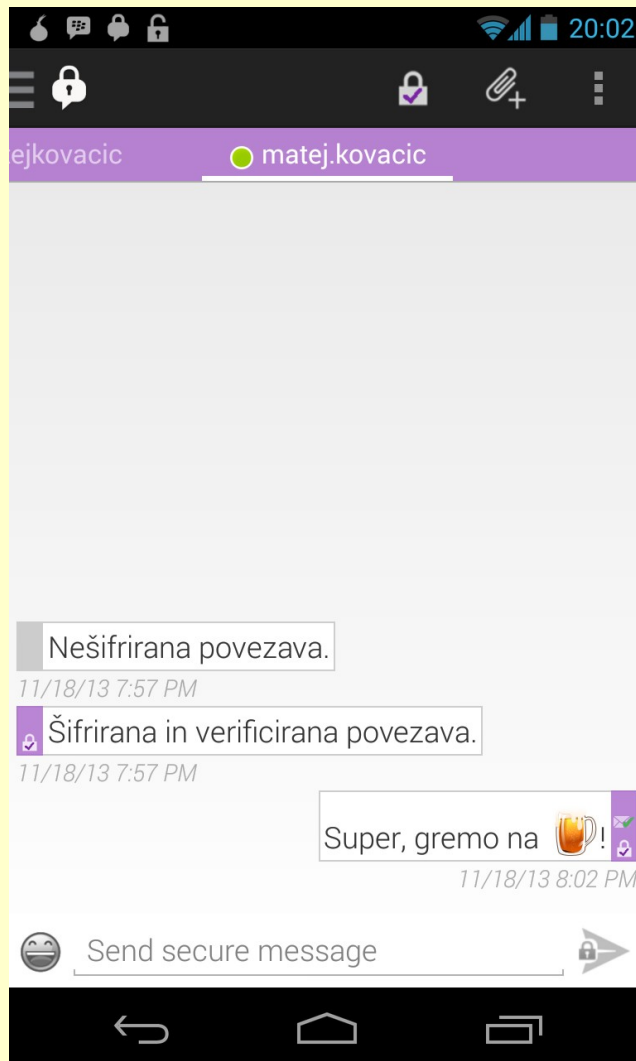 20:02
ejkovacic
matej.kovacic
Nešifrirana povezava.
11/18/13 7:57 PM
Šifrirana in verificirana povezava.
11/18/13 7:57 PM
Super, gremo na 🍺!
11/18/13 8:02 PM
Send secure message